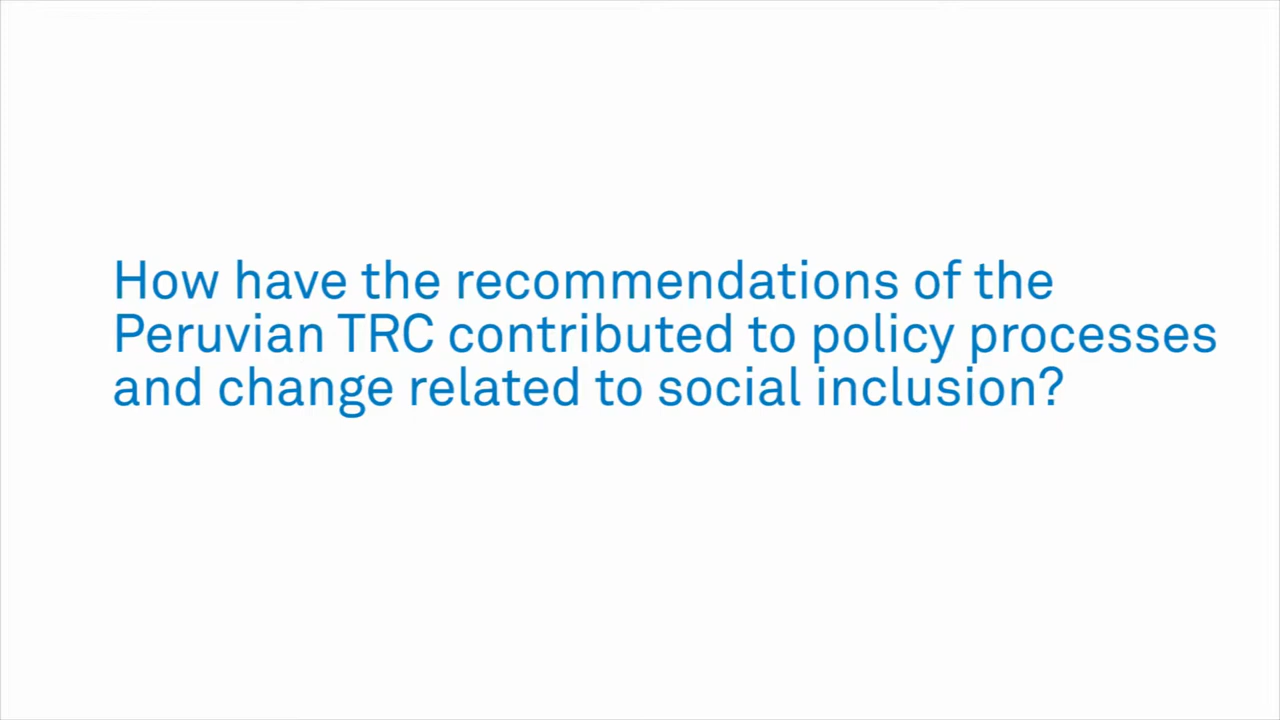 How have the recommendations of the
Peruvian TRC contributed to policy processes
and change related to social inclusion?